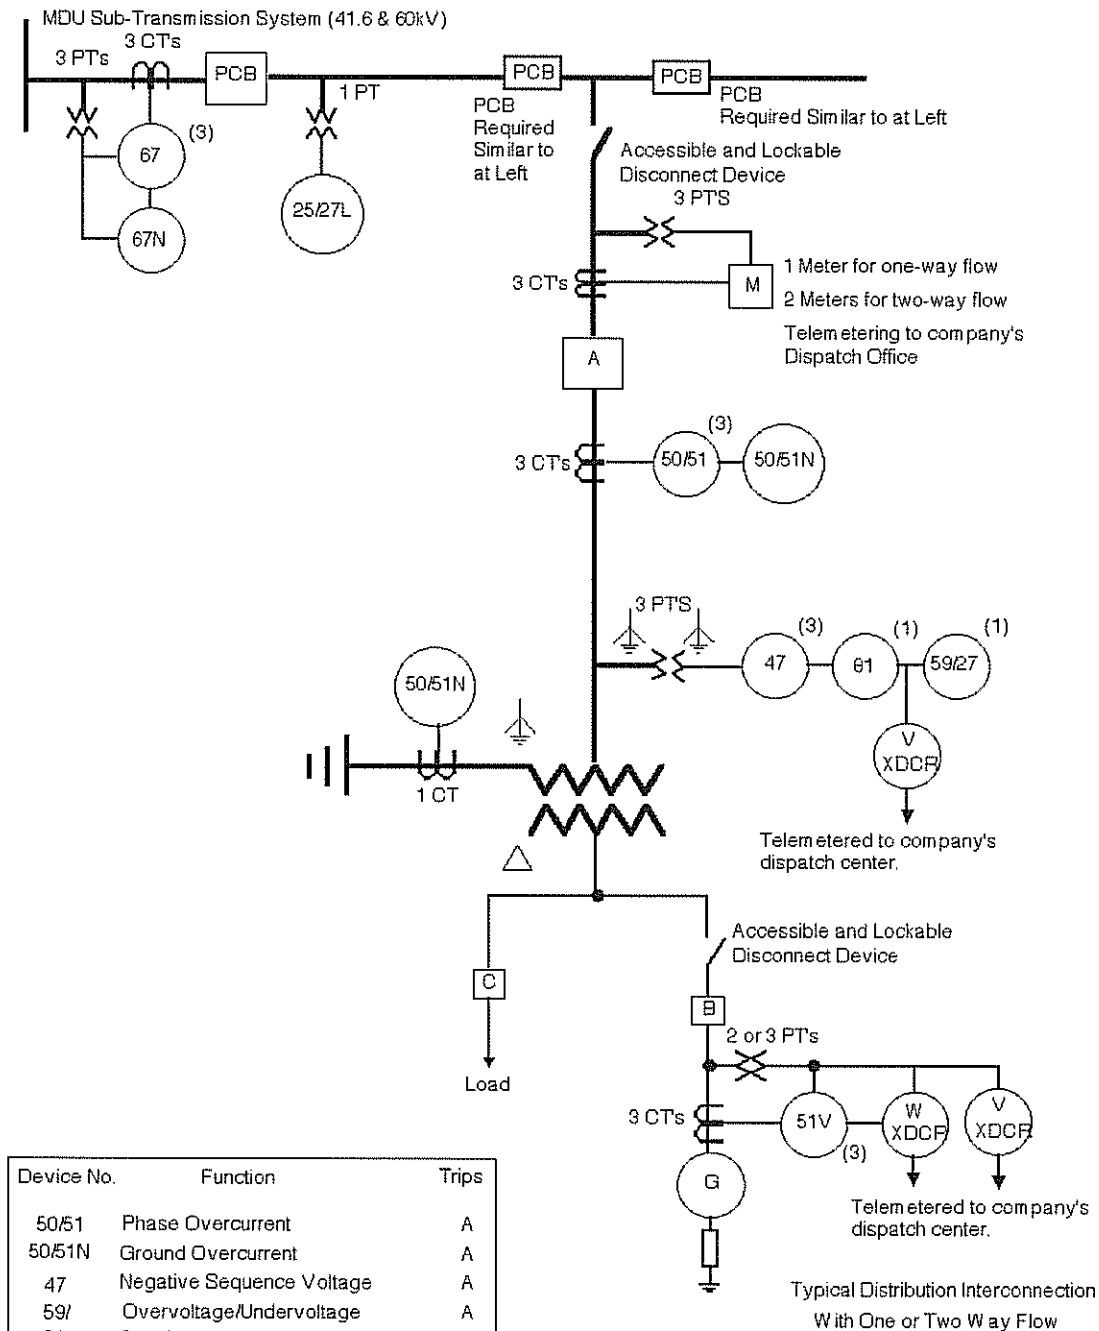 MDU Sub-Transmission System (41.6 & 60kV)
3 PT's
3 CT's
PCB
1 PT
PCB
PCB
PCB
Required
Similar to
at Left
PCB
Required Similar to at Left
67
(3)
67N
25/27L
Accessible and Lockable
Disconnect Device
3 PT'S
3 CT's
M
1 Meter for one-way flow
2 Meters for two-way flow
Telemetering to company's
Dispatch Office
A
3 CT's
50/51
(3)
50/51N
3 PT'S
47
(3)
81
(1)
59/27
(1)
50/51N
1 CT
V
XDCR
Telemetered to company's
dispatch center.
Accessible and Lockable
Disconnect Device
C
B
Load
2 or 3 PT's
3 CT's
51V
(3)
W
XDCR
V
XDCR
G
Telemetered to company's
dispatch center.
Device No. Function Trips
50/51 Phase Overcurrent A
50/51N Ground Overcurrent A
47 Negative Sequence Voltage A
59/ Overvoltage/Undervoltage A
Typical Distribution Interconnection
With One or Two Way Flow